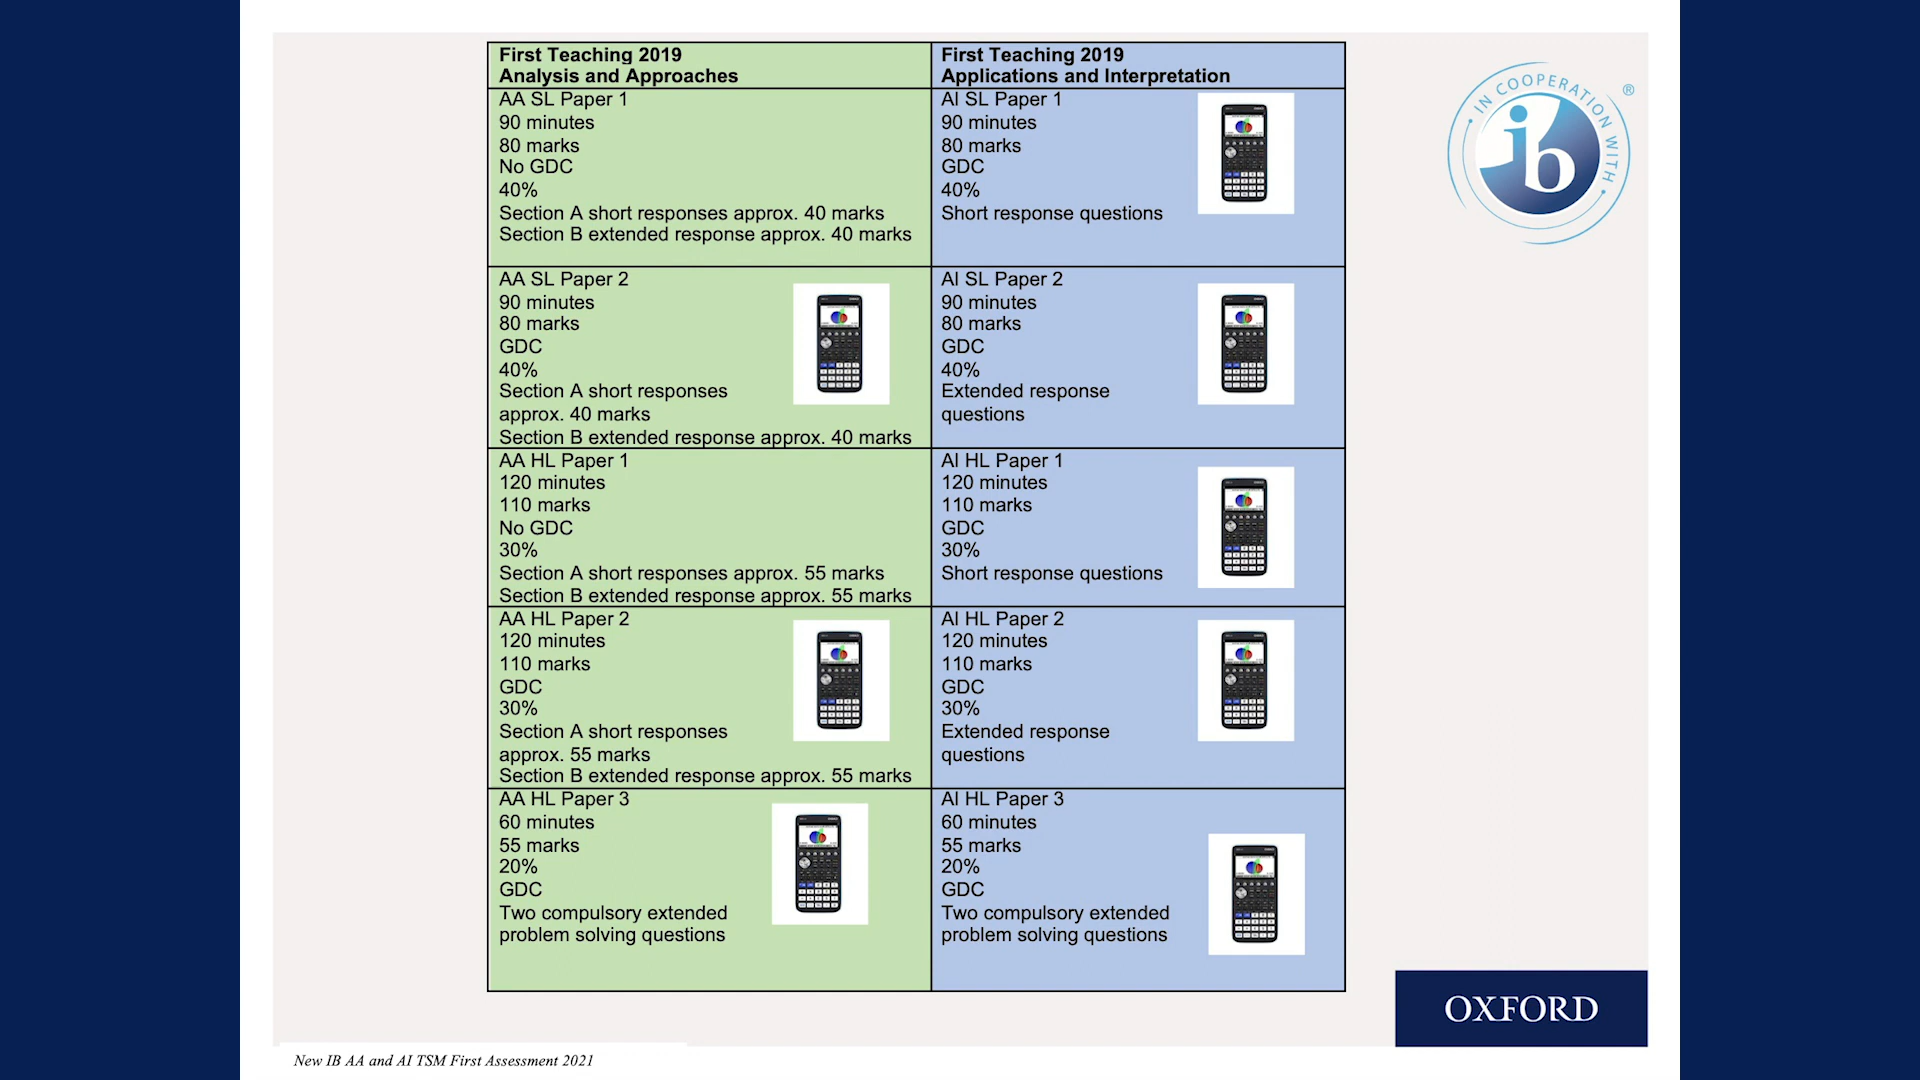 First Teaching 2019
Analysis and Approaches
First Teaching 2019
Applications and Interpretation
AA SL Paper 1
90 minutes
80 marks
No GDC
40%
Section A short responses approx. 40 marks
Section B extended response approx. 40 marks
AI SL Paper 1
90 minutes
80 marks
GDC
40%
Short response questions
AA SL Paper 2
90 minutes
80 marks
GDC
40%
Section A short responses
approx. 40 marks
Section B extended response approx. 40 marks
AI SL Paper 2
90 minutes
80 marks
GDC
40%
Extended response
questions
AA HL Paper 1
120 minutes
110 marks
No GDC
30%
Section A short responses approx. 55 marks
Section B extended response approx. 55 marks
AI HL Paper 1
120 minutes
110 marks
GDC
30%
Short response questions
AA HL Paper 2
120 minutes
110 marks
GDC
30%
Section A short responses
approx. 55 marks
Section B extended response approx. 55 marks
AI HL Paper 2
120 minutes
110 marks
GDC
30%
Extended response
questions
AA HL Paper 3
60 minutes
55 marks
20%
GDC
Two compulsory extended
problem solving questions
AI HL Paper 3
60 minutes
55 marks
20%
GDC
Two compulsory extended
problem solving questions
IN COOPERATION WITH
ib
®
OXFORD
New IB AA and AI TSM First Assessment 2021